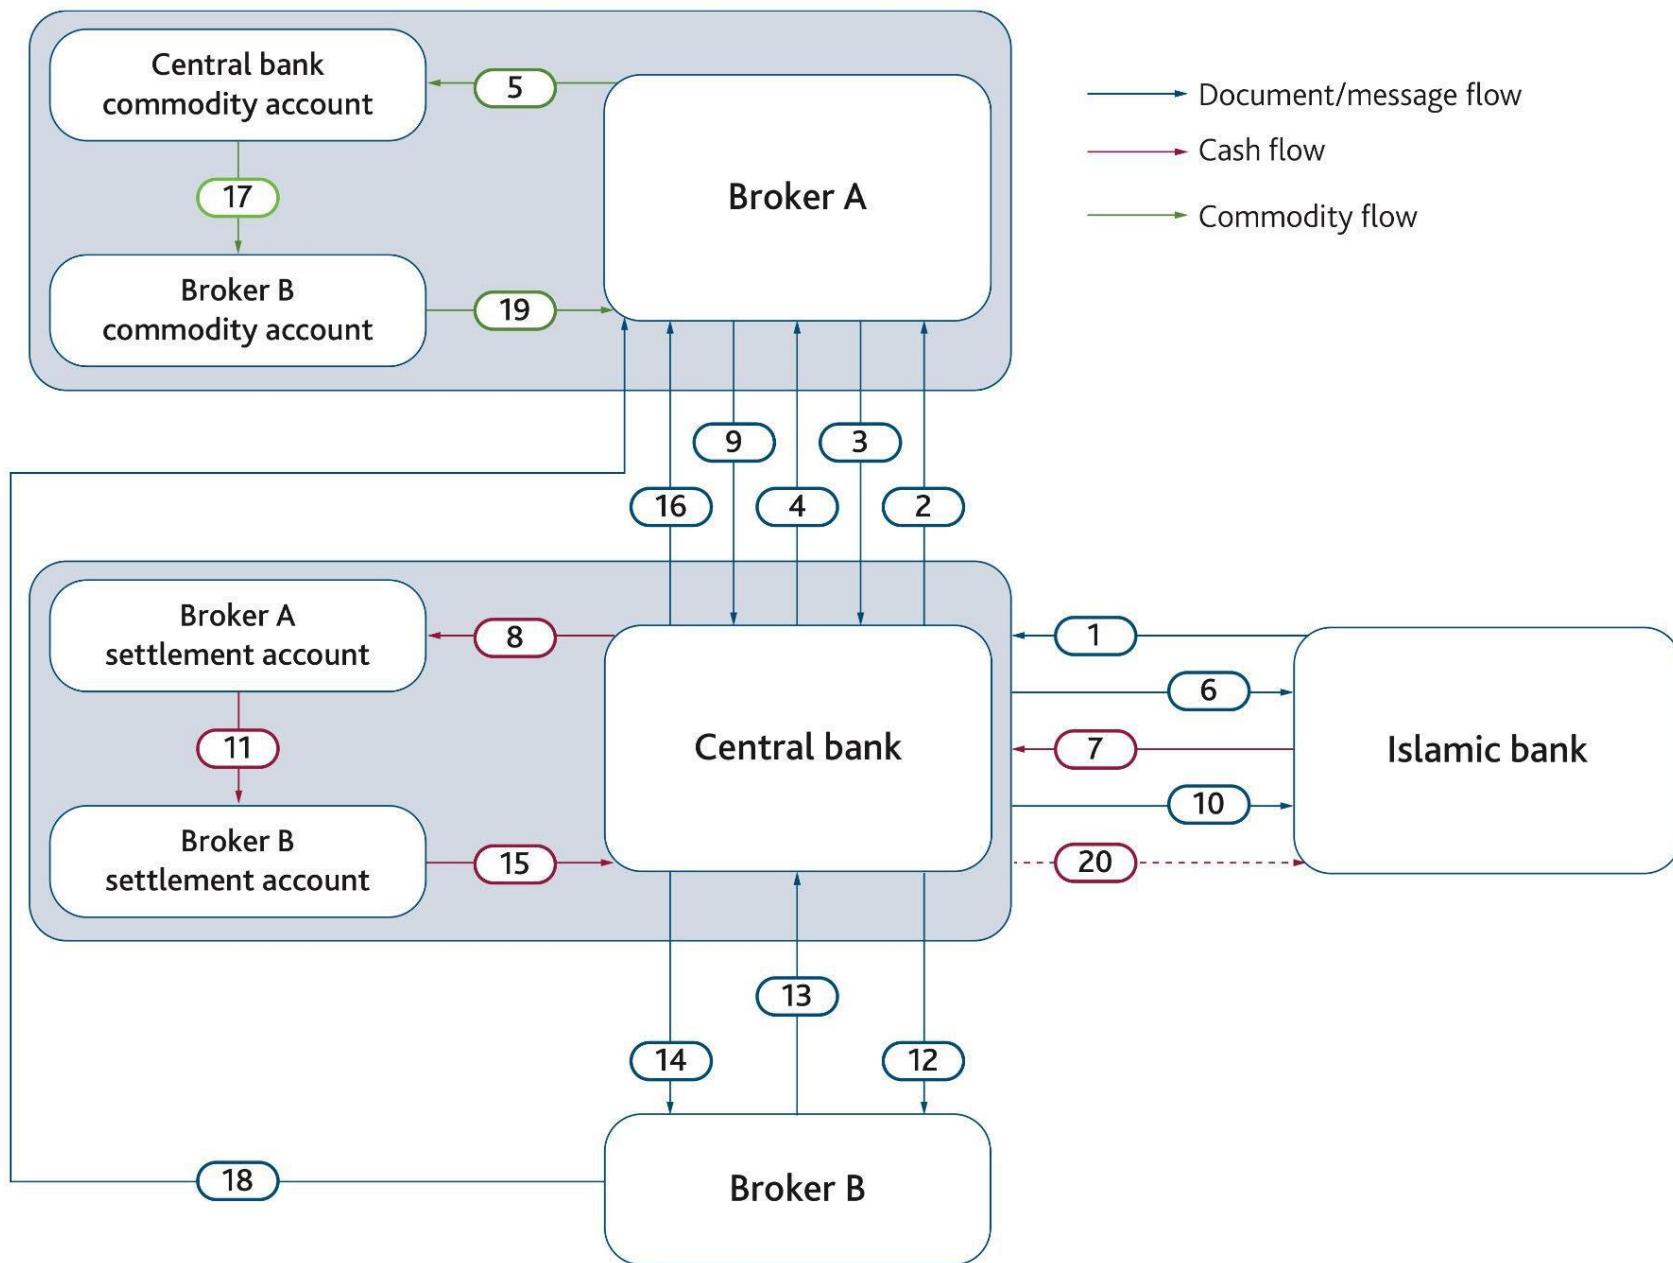 Central bank
commodity account
5
Broker A
17
Broker B
commodity account
19
Document/message flow
Cash flow
Commodity flow
9
3
16
4
2
Broker A
settlement account
8
11
Central bank
Broker B
settlement account
15
1
6
7
10
20
Islamic bank
13
14
12
18
Broker B